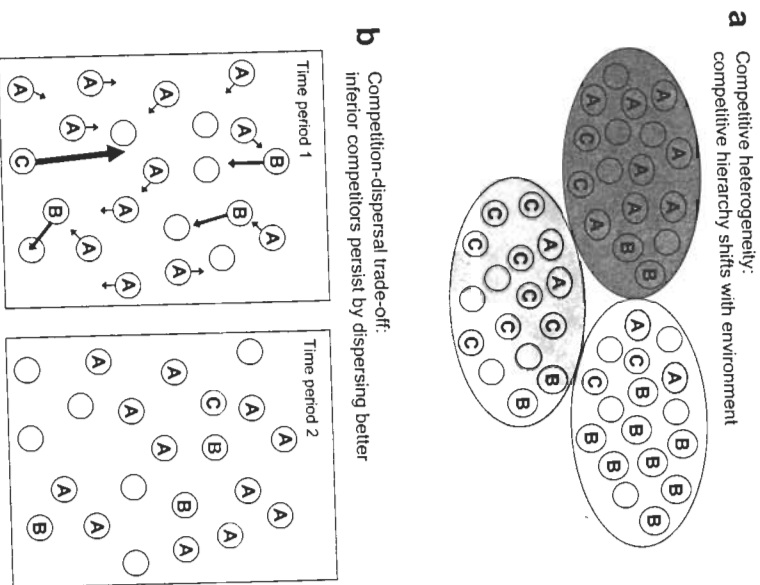 a
Competitive heterogeneity:
competitive hierarchy shifts with environment
A A A
A A A B B
A C C A
A B B B
A C B B B B
C B B B
A A C B
C C C C B
C C C C
b
Competition-dispersal trade-off:
inferior competitors persist by dispersing better
Time period 1
B A
A A B
A A A
A A
A A A
B
A C
Time period 2
A A
A A
C B A
A A B A
A
A A
A B